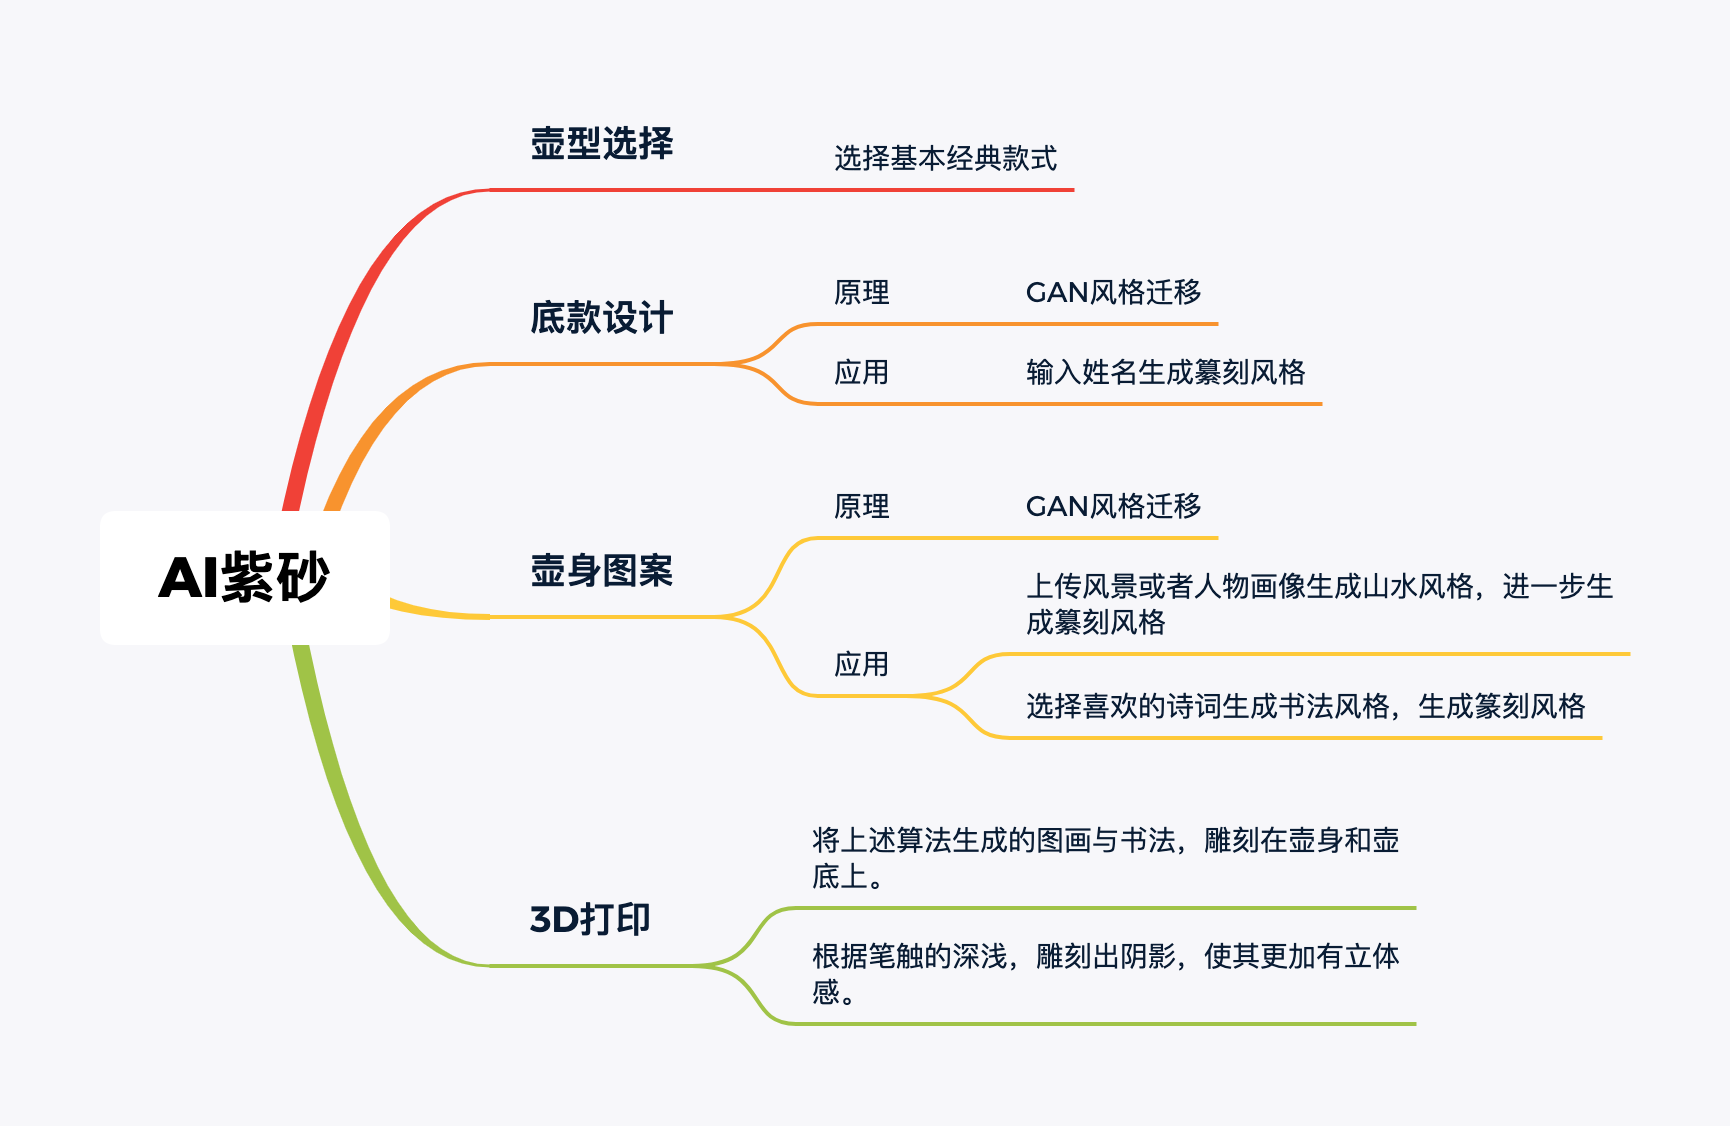 AI紫砂
壶型选择
选择基本经典款式
底款设计
原理
GAN风格迁移
应用
输入姓名生成纂刻风格
壶身图案
原理
GAN风格迁移
应用
上传风景或者人物画像生成山水风格，进一步生
成纂刻风格
选择喜欢的诗词生成书法风格，生成篆刻风格
3D打印
将上述算法生成的图画与书法，雕刻在壶身和壶
底上。
根据笔触的深浅，雕刻出阴影，使其更加有立体
感。